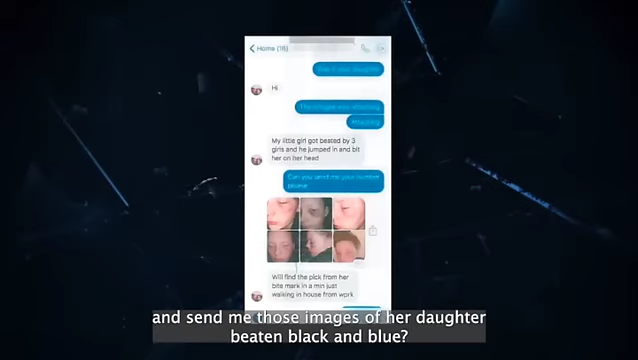 Home (16)
Hi
My little girl got beated by 3
girls and he jumped in and bit
her on her head
Can you send me your number
please
Will find the pick from her
bite mark in a min just
walking in house from work
and send me those images of her daughter
beaten black and blue?